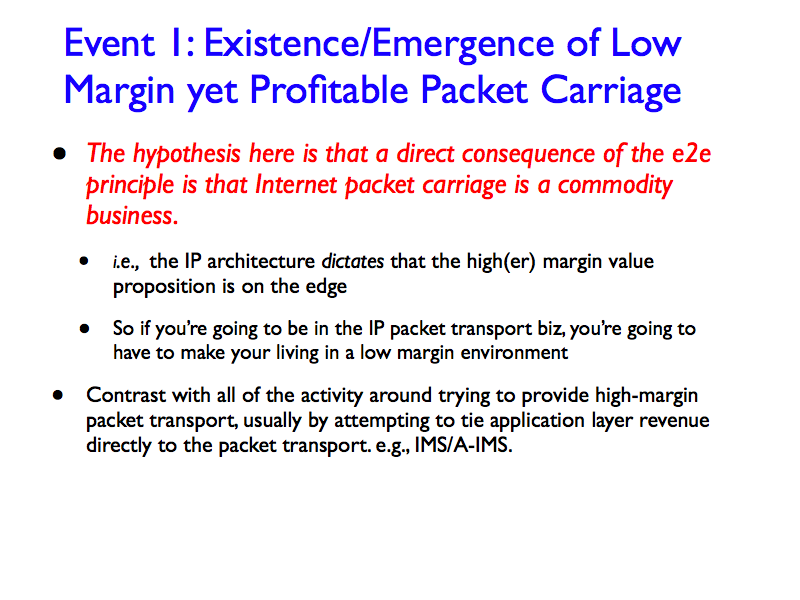 Event 1: Existence/Emergence of Low
Margin yet Profitable Packet Carriage
• The hypothesis here is that a direct consequence of the e2e
principle is that Internet packet carriage is a commodity
business.
• i.e., the IP architecture dictates that the high(er) margin value
proposition is on the edge
• So if you're going to be in the IP packet transport biz, you're going to
have to make your living in a low margin environment
• Contrast with all of the activity around trying to provide high-margin
packet transport, usually by attempting to tie application layer revenue
directly to the packet transport. e.g., IMS/A-IMS.